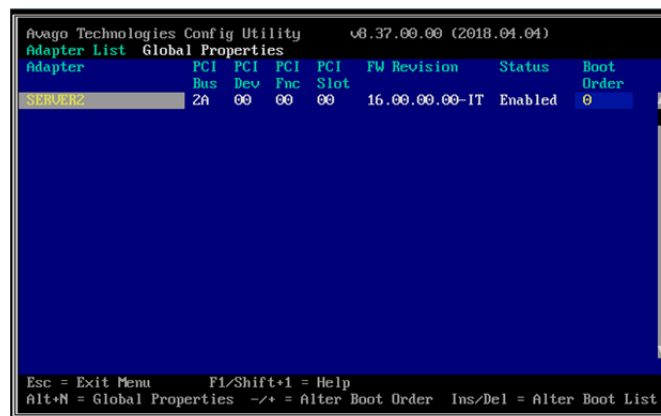 Avago Technologies Config Utility v8.37.00.00 (2018.04.04)
Adapter List Global Properties
Adapter PCI PCI PCI PCI FW Revision Status Boot
Bus Dev Fnc Slot Order
SERVER2 2A 00 00 00 16.00.00.00-IT Enabled 0
Esc = Exit Menu F1/Shift+1 = Help
Alt+N = Global Properties -/+ = Alter Boot Order Ins/Del = Alter Boot List